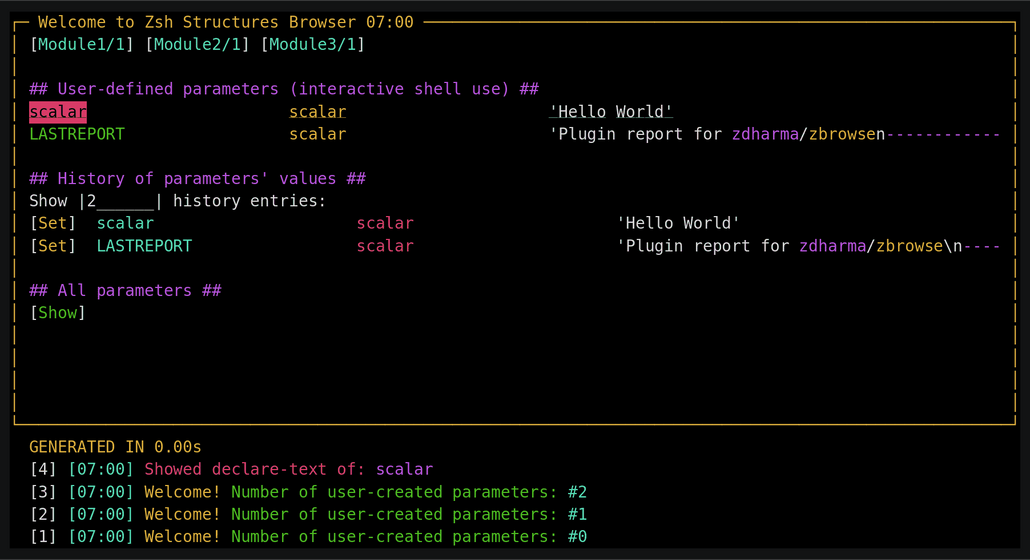 Welcome to Zsh Structures Browser 07:00
[Module1/1] [Module2/1] [Module3/1]
## User-defined parameters (interactive shell use) ##
scalar scalar 'Hello World'
LASTREPORT scalar 'Plugin report for zdharma/zbrowsen------------
## History of parameters' values ##
Show |2______| history entries:
[Set] scalar scalar 'Hello World'
[Set] LASTREPORT scalar 'Plugin report for zdharma/zbrowse\n----
## All parameters ##
[Show]
GENERATED IN 0.00s
[4] [07:00] Showed declare-text of: scalar
[3] [07:00] Welcome! Number of user-created parameters: #2
[2] [07:00] Welcome! Number of user-created parameters: #1
[1] [07:00] Welcome! Number of user-created parameters: #0